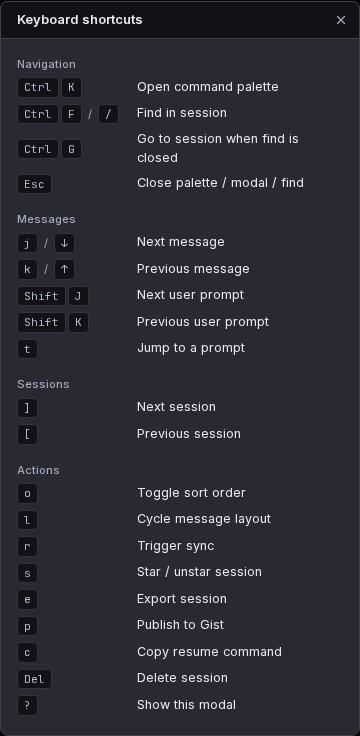 Keyboard shortcuts ×
Navigation
Ctrl K Open command palette
Ctrl F / / Find in session
Ctrl G Go to session when find is
closed
Esc Close palette / modal / find
Messages
j / ↓ Next message
k / ↑ Previous message
Shift J Next user prompt
Shift K Previous user prompt
t Jump to a prompt
Sessions
] Next session
[ Previous session
Actions
o Toggle sort order
l Cycle message layout
r Trigger sync
s Star / unstar session
e Export session
p Publish to Gist
c Copy resume command
Del Delete session
? Show this modal